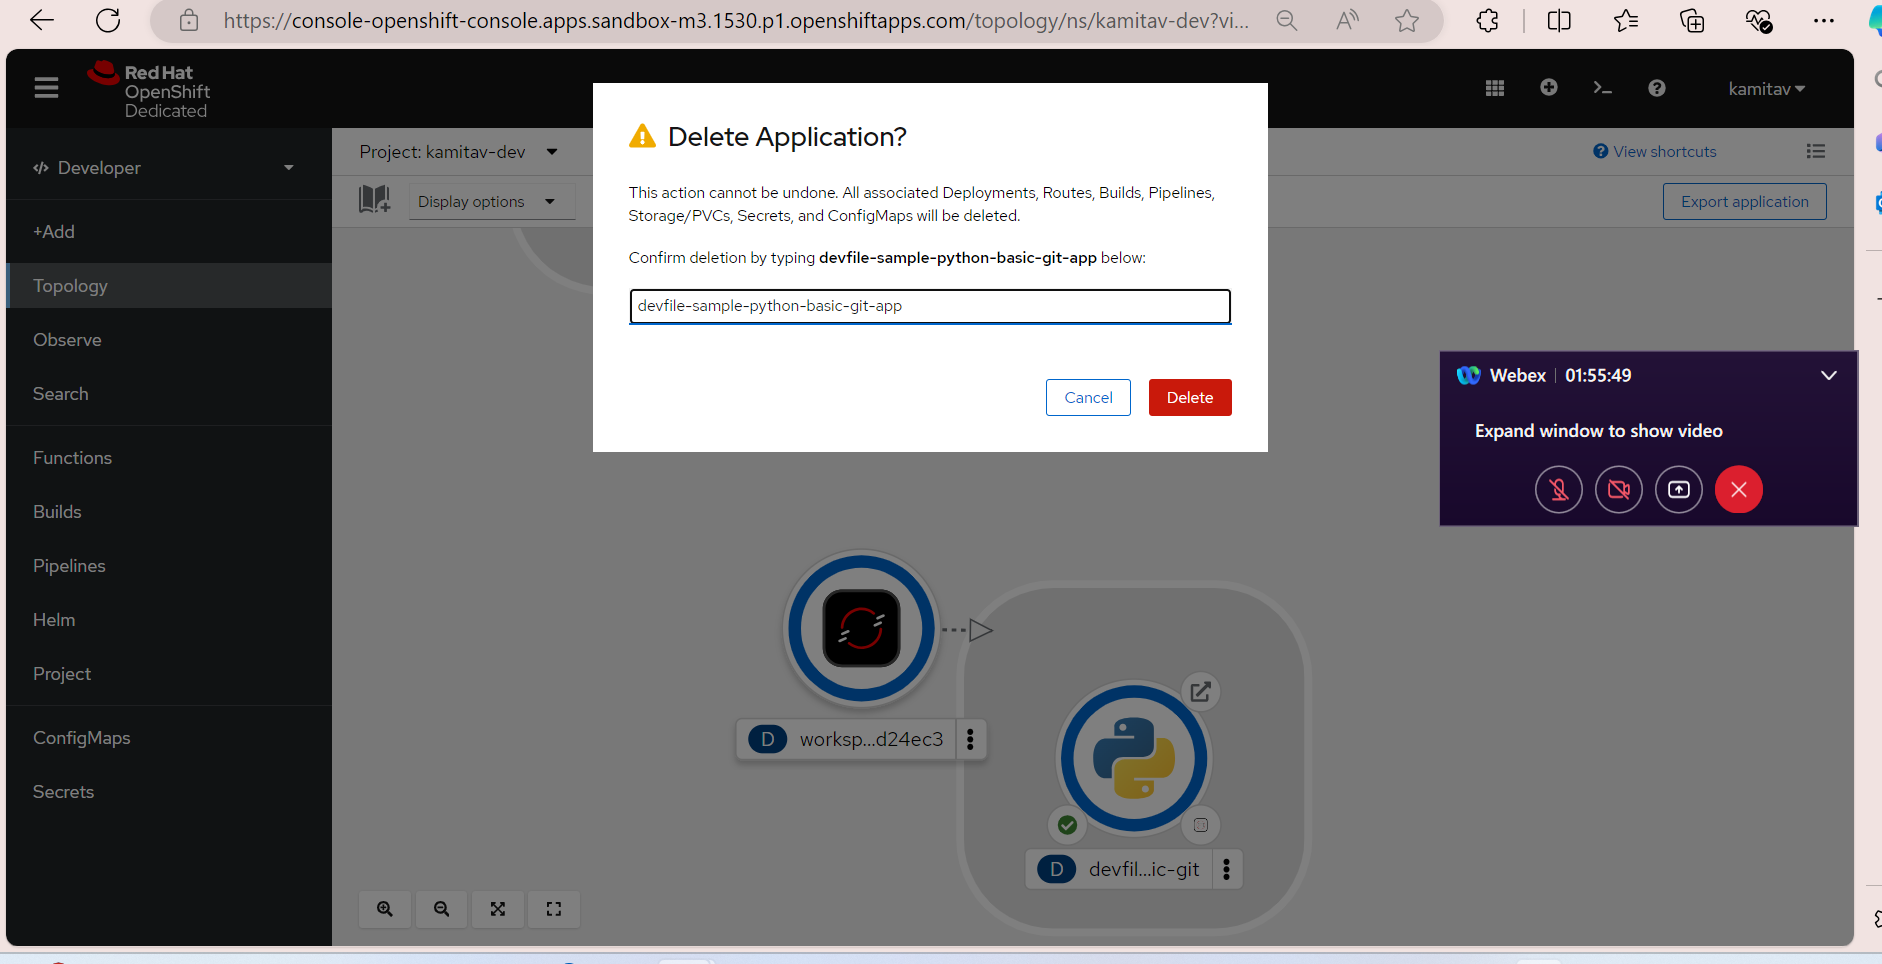 https://console-openshift-console.apps.sandbox-m3.1530.p1.openshiftapps.com/topology/ns/kamitav-dev?vi...
Red Hat
OpenShift
Dedicated
kamitav
Developer
+Add
Topology
Observe
Search
Functions
Builds
Pipelines
Helm
Project
ConfigMaps
Secrets
Project: kamitav-dev
View shortcuts
Display options
Export application
Delete Application?
This action cannot be undone. All associated Deployments, Routes, Builds, Pipelines,
Storage/PVCs, Secrets, and ConfigMaps will be deleted.
Confirm deletion by typing devfile-sample-python-basic-git-app below:
devfile-sample-python-basic-git-app
Cancel
Delete
Webex | 01:55:49
Expand window to show video
D worksp...d24ec3
D devfil...ic-git